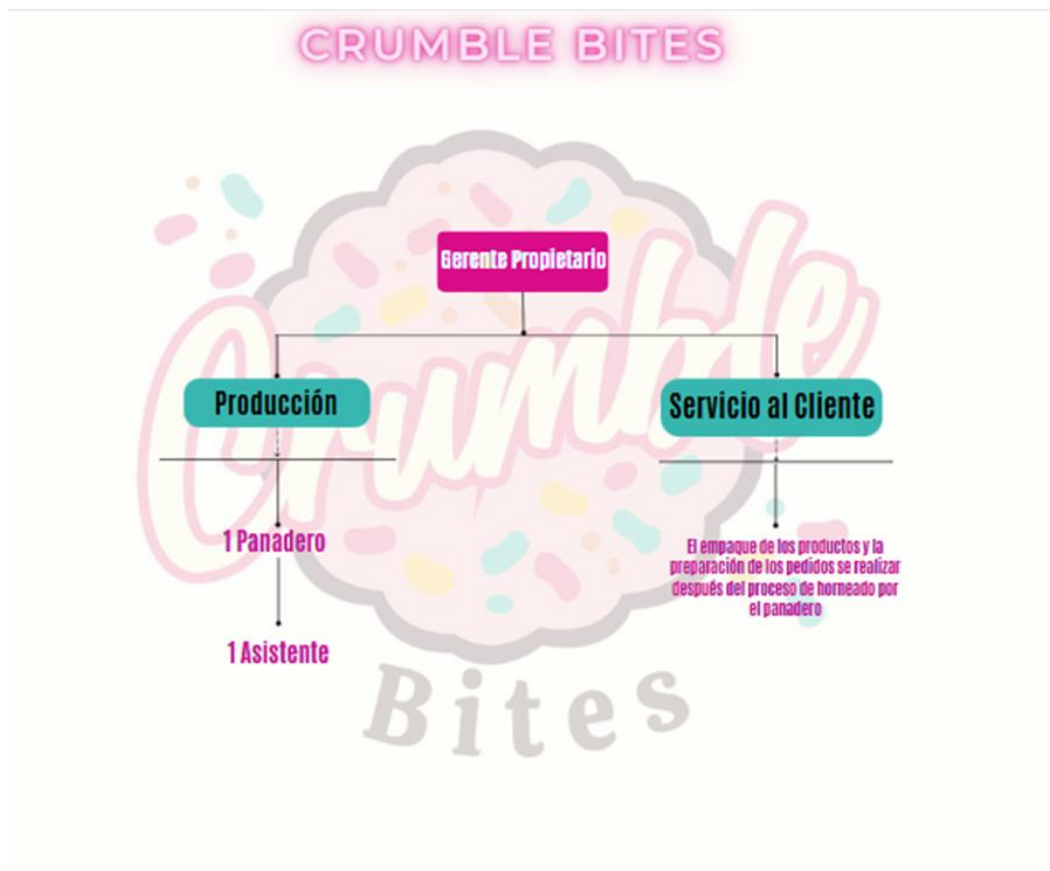 CRUMBLE BITES
Gerente Propietario
Producción
Servicio al Cliente
1 Panadero
El empaque de los productos y la
preparación de los pedidos se realizar
después del proceso de horneado por
el panadero
1 Asistente
Crumble
Bites